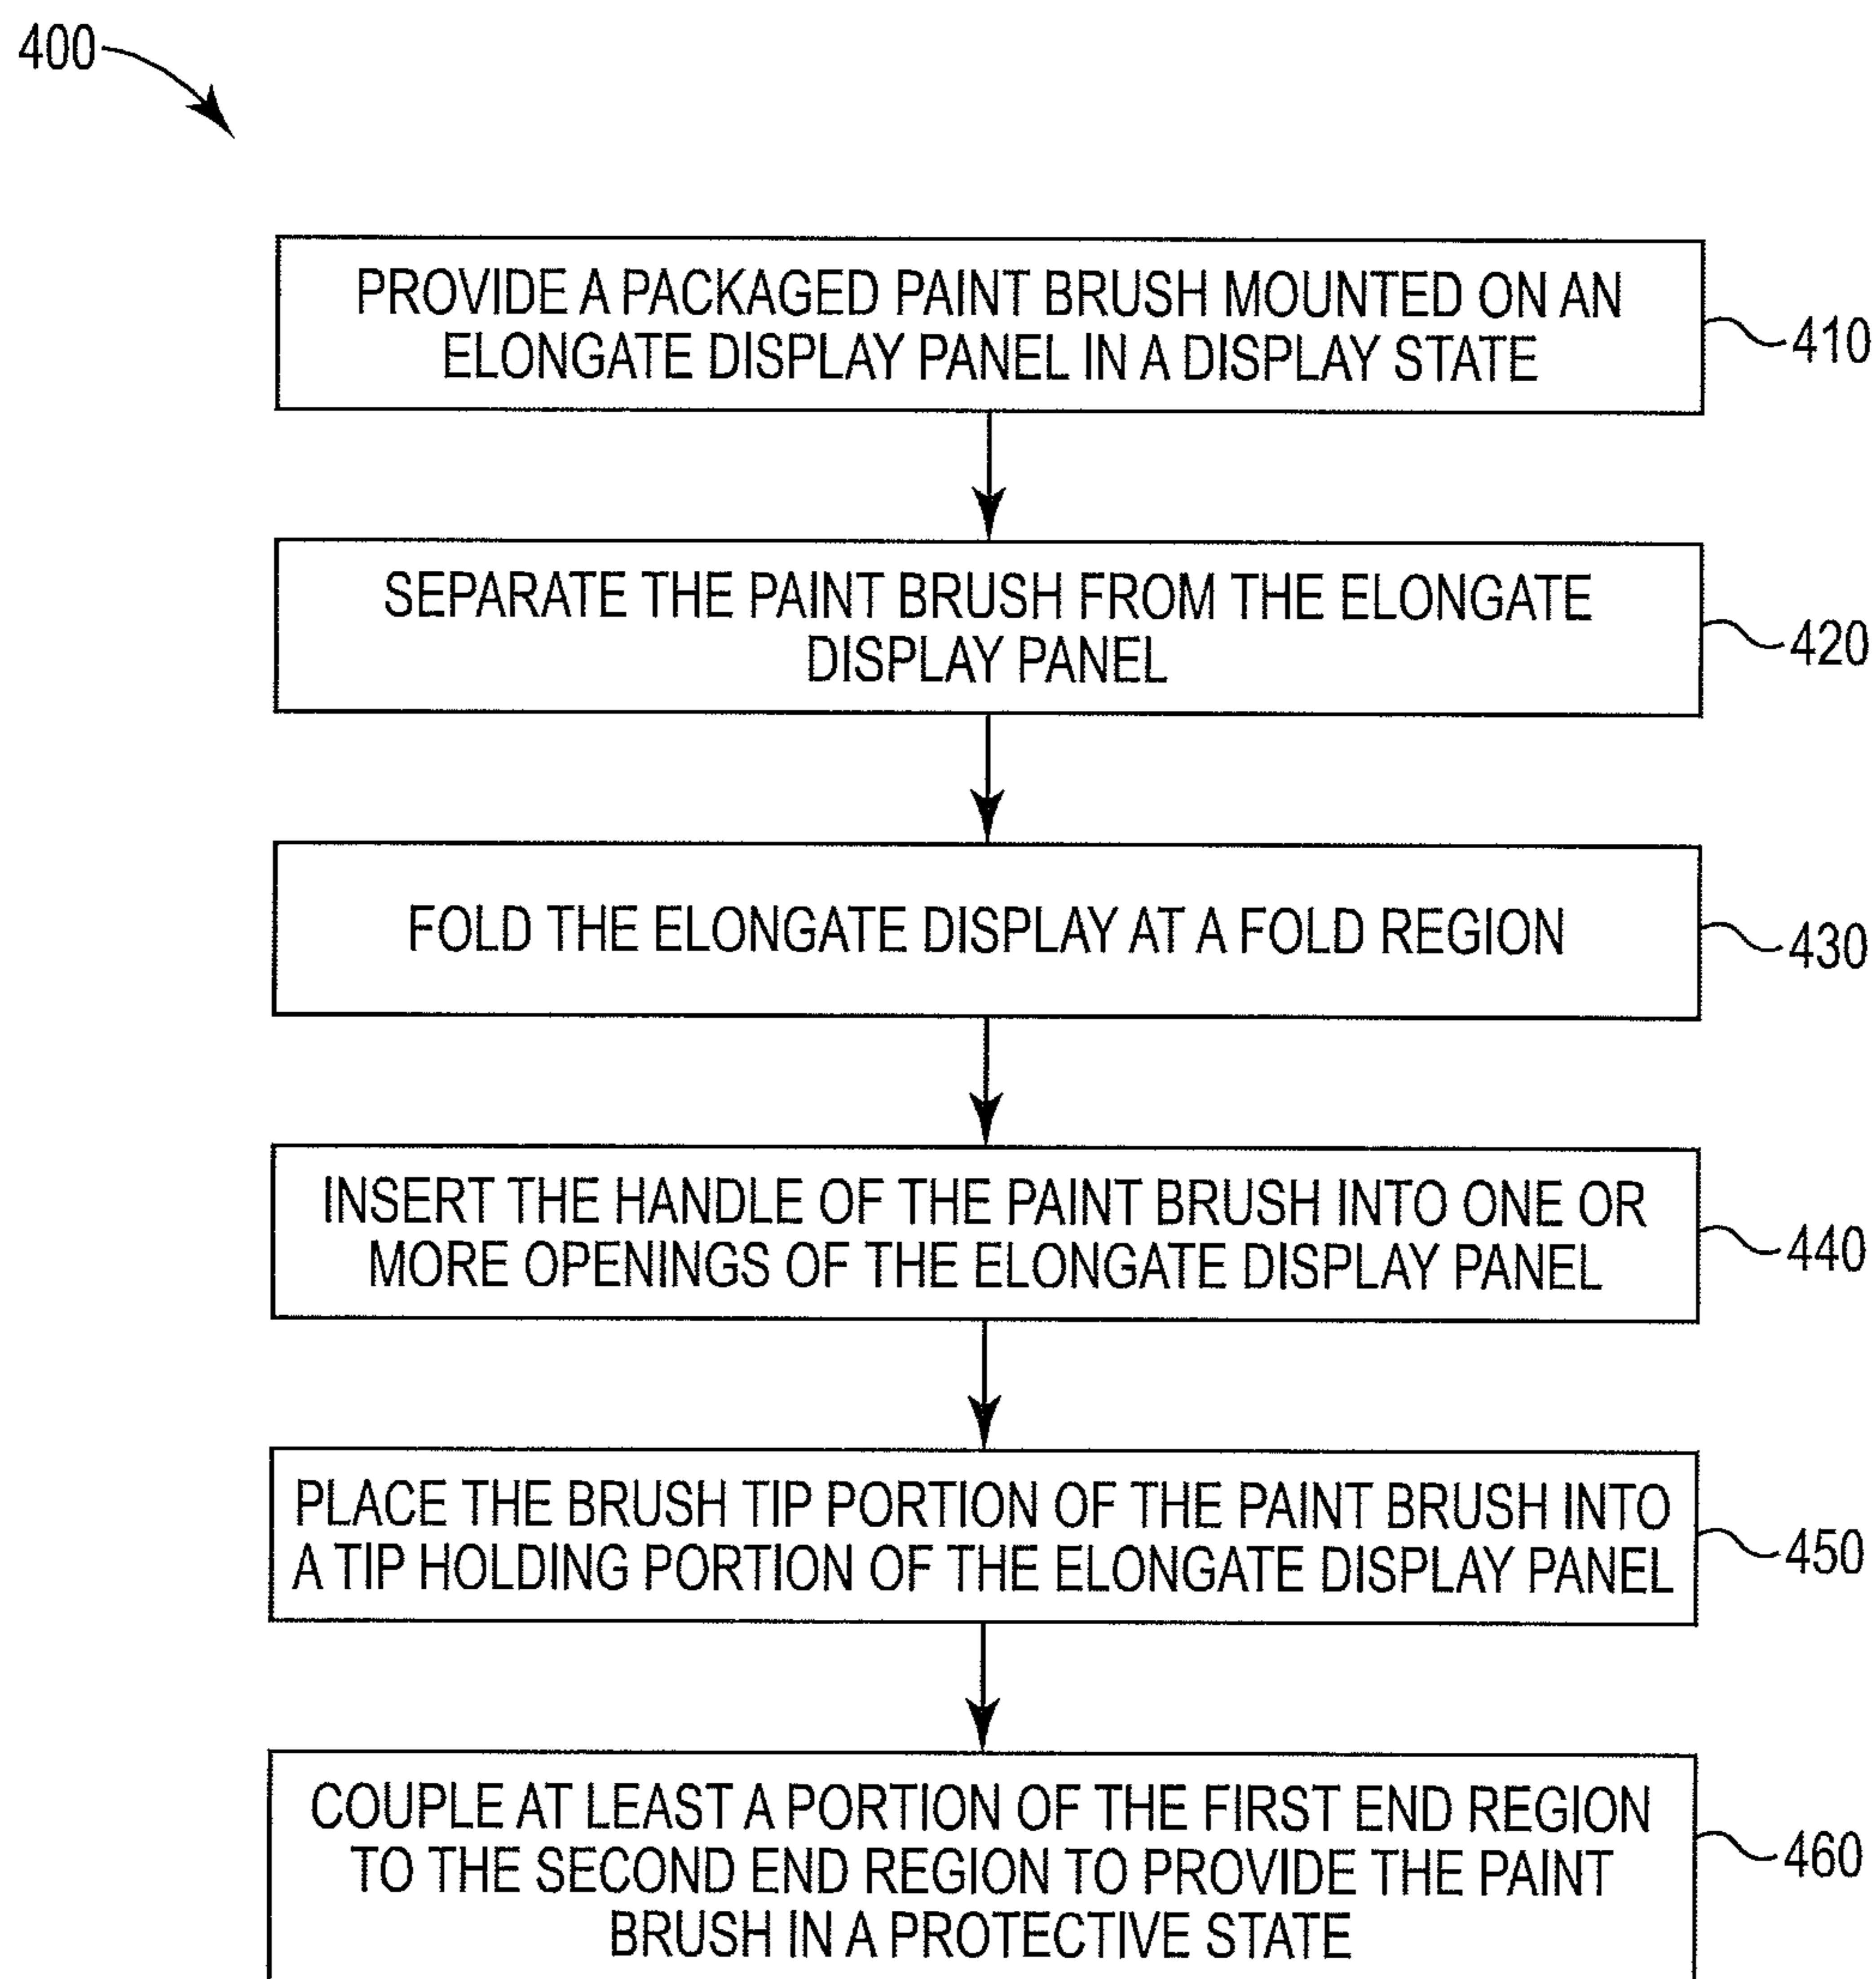 400
PROVIDE A PACKAGED PAINT BRUSH MOUNTED ON AN
ELONGATE DISPLAY PANEL IN A DISPLAY STATE
410
SEPARATE THE PAINT BRUSH FROM THE ELONGATE
DISPLAY PANEL
420
FOLD THE ELONGATE DISPLAY AT A FOLD REGION
430
INSERT THE HANDLE OF THE PAINT BRUSH INTO ONE OR
MORE OPENINGS OF THE ELONGATE DISPLAY PANEL
440
PLACE THE BRUSH TIP PORTION OF THE PAINT BRUSH INTO
A TIP HOLDING PORTION OF THE ELONGATE DISPLAY PANEL
450
COUPLE AT LEAST A PORTION OF THE FIRST END REGION
TO THE SECOND END REGION TO PROVIDE THE PAINT
BRUSH IN A PROTECTIVE STATE
460